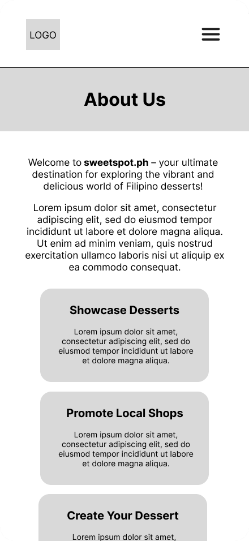 LOGO
About Us
Welcome to sweetspot.ph – your ultimate
destination for exploring the vibrant and
delicious world of Filipino desserts!
Lorem ipsum dolor sit amet, consectetur
adipiscing elit, sed do eiusmod tempor
incididunt ut labore et dolore magna aliqua.
Ut enim ad minim veniam, quis nostrud
exercitation ullamco laboris nisi ut aliquip ex
ea commodo consequat.
Showcase Desserts
Lorem ipsum dolor sit amet,
consectetur adipiscing elit, sed do
eiusmod tempor incididunt ut labore
et dolore magna aliqua.
Promote Local Shops
Lorem ipsum dolor sit amet,
consectetur adipiscing elit, sed do
eiusmod tempor incididunt ut labore
et dolore magna aliqua.
Create Your Dessert
Lorem ipsum dolor sit amet,